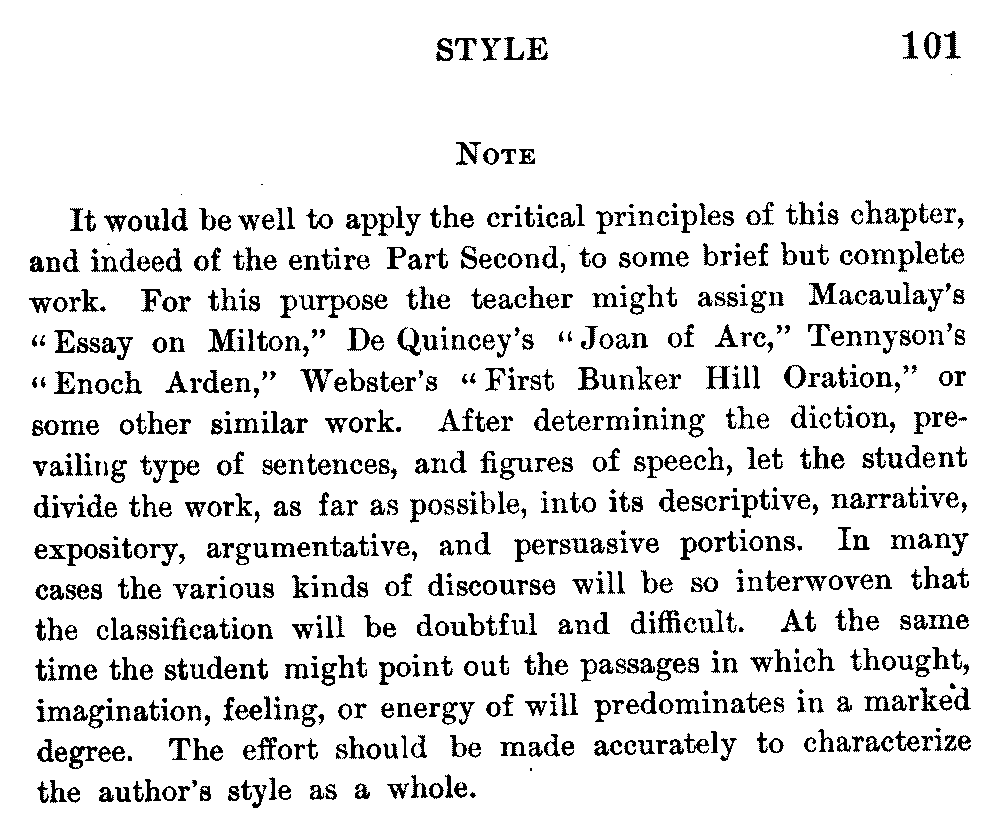 STYLE 101
NOTE
It would be well to apply the critical principles of this chapter,
and indeed of the entire Part Second, to some brief but complete
work. For this purpose the teacher might assign Macaulay's
"Essay on Milton," De Quincey's "Joan of Arc," Tennyson's
"Enoch Arden," Webster's "First Bunker Hill Oration," or
some other similar work. After determining the diction, pre-
vailing type of sentences, and figures of speech, let the student
divide the work, as far as possible, into its descriptive, narrative,
expository, argumentative, and persuasive portions. In many
cases the various kinds of discourse will be so interwoven that
the classification will be doubtful and difficult. At the same
time the student might point out the passages in which thought,
imagination, feeling, or energy of will predominates in a marked
degree. The effort should be made accurately to characterize
the author's style as a whole.